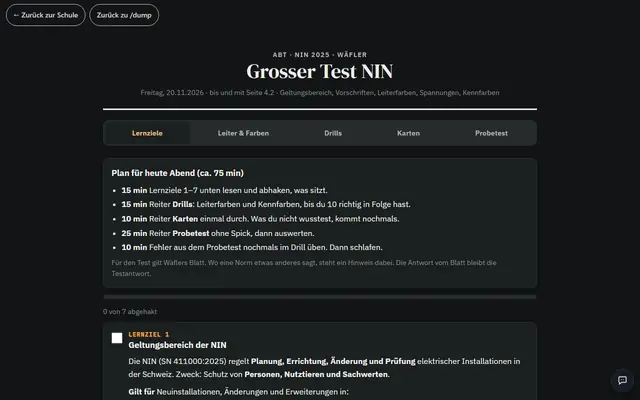 ← Zurück zur Schule
Zurück zu /dump
ABT · NIN 2025 · WÄFLER
Grosser Test NIN
Freitag, 20.11.2026 · bis und mit Seite 4.2 · Geltungsbereich, Vorschriften, Leiterfarben, Spannungen, Kennfarben
Lernziele
Leiter & Farben
Drills
Karten
Probetest
Plan für heute Abend (ca. 75 min)
• 15 min Lernziele 1–7 unten lesen und abhaken, was sitzt.
• 15 min Reiter Drills: Leiterfarben und Kennfarben, bis du 10 richtig in Folge hast.
• 10 min Reiter Karten einmal durch. Was du nicht wusstest, kommt nochmals.
• 25 min Reiter Probetest ohne Spick, dann auswerten.
• 10 min Fehler aus dem Probetest nochmals im Drill üben. Dann schlafen.
Für den Test gilt Wäflers Blatt. Wo eine Norm etwas anderes sagt, steht ein Hinweis dabei. Die Antwort vom Blatt bleibt die
Testantwort.
0 von 7 abgehakt
LERNZIEL 1
Geltungsbereich der NIN
Die NIN (SN 411000:2025) regelt Planung, Errichtung, Änderung und Prüfung elektrischer Installationen in
der Schweiz. Zweck: Schutz von Personen, Nutztieren und Sachwerten.
Gilt für Neuinstallationen, Änderungen und Erweiterungen in: